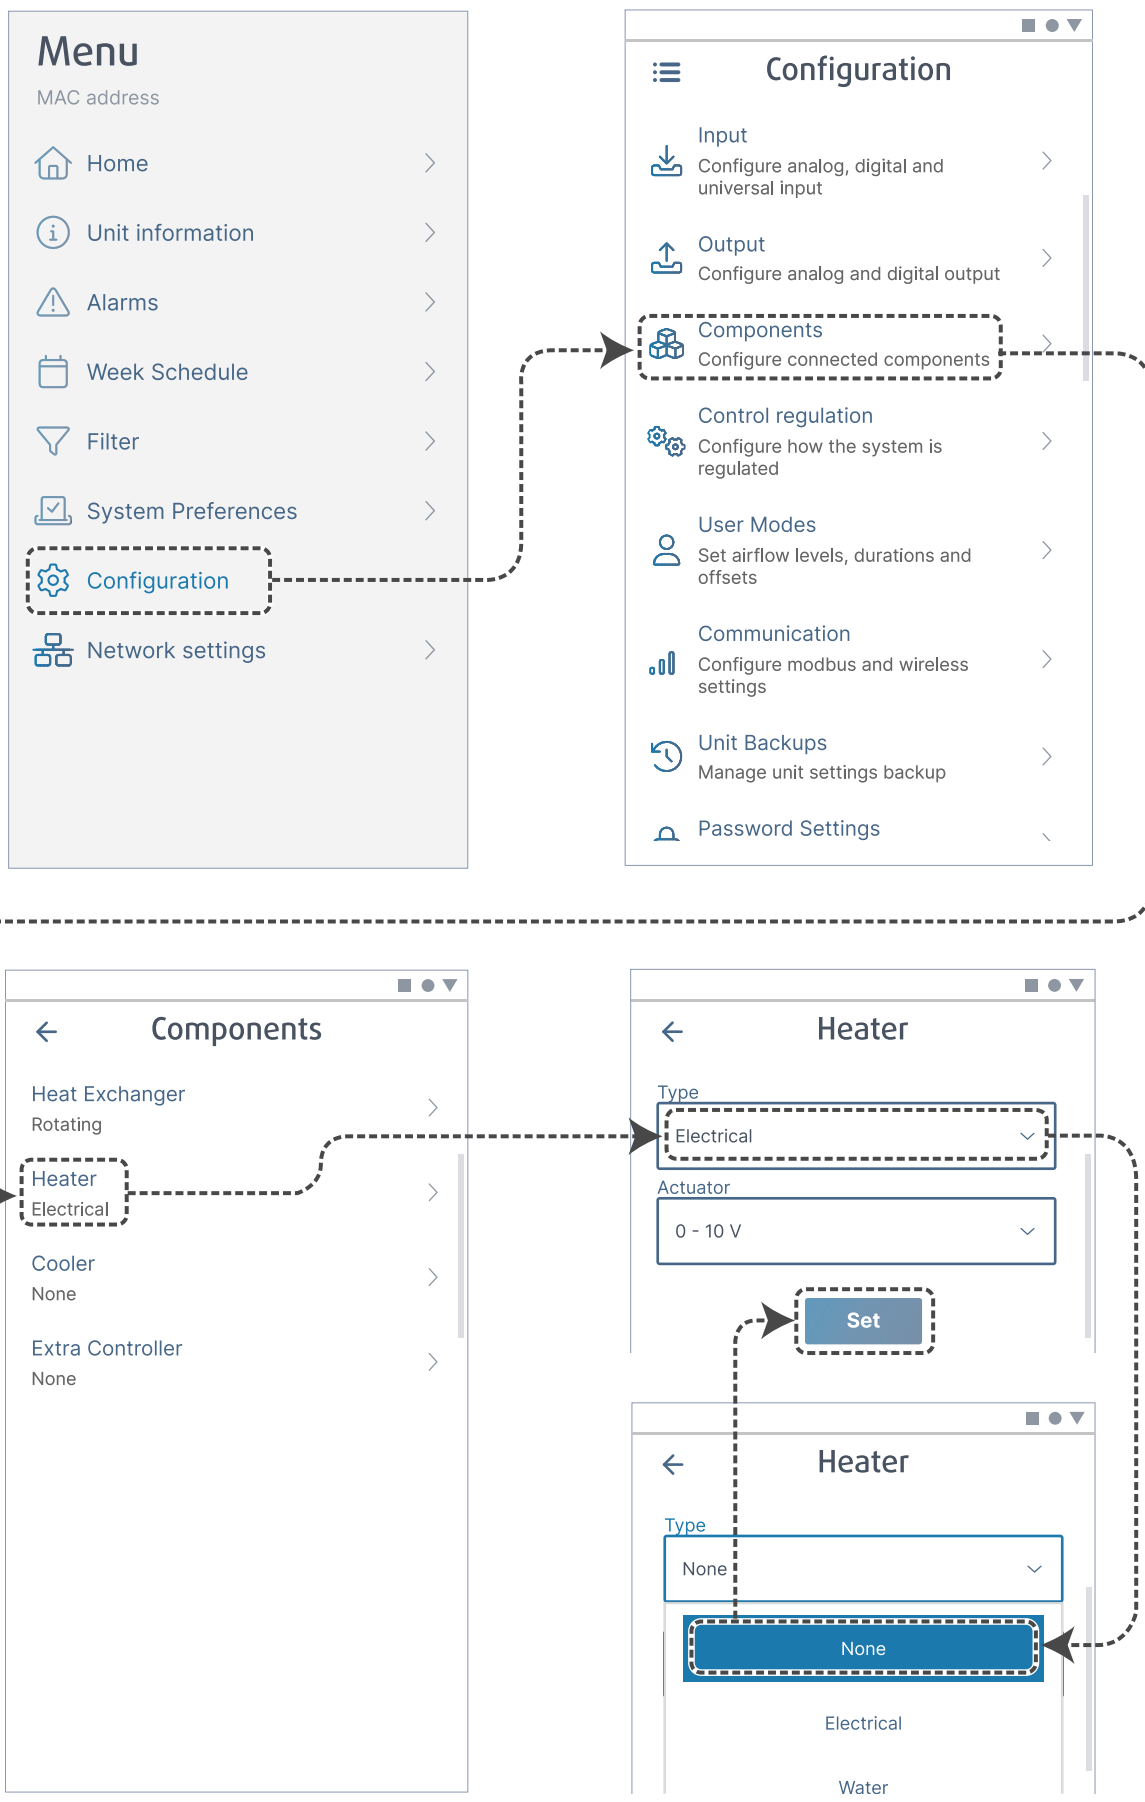 Menu
MAC address
Home
Unit information
Alarms
Week Schedule
Filter
System Preferences
Configuration
Network settings
Configuration
Input
Configure analog, digital and
universal input
Output
Configure analog and digital output
Components
Configure connected components
Control regulation
Configure how the system is
regulated
User Modes
Set airflow levels, durations and
offsets
Communication
Configure modbus and wireless
settings
Unit Backups
Manage unit settings backup
Password Settings
Components
Heat Exchanger
Rotating
Heater
Electrical
Cooler
None
Extra Controller
None
Heater
Type
Electrical
Actuator
0 - 10 V
Set
Heater
Type
None
None
Electrical
Water